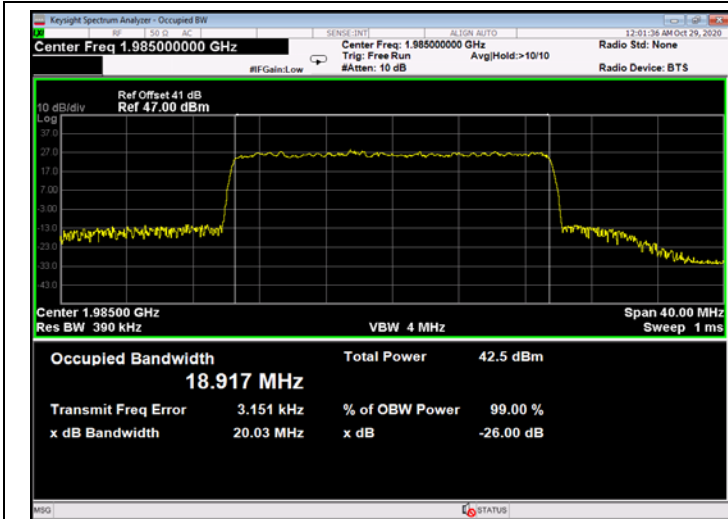 Keysight Spectrum Analyzer - Occupied BW
RF 50 Ω AC SENSE:INT ALIGN AUTO 12:01:36 AM Oct 29, 2020
Center Freq 1.985000000 GHz
Center Freq: 1.985000000 GHz
Radio Std: None
Trig: Free Run Avg|Hold:>10/10
#IFGain:Low #Atten: 10 dB Radio Device: BTS
Ref Offset 41 dB
10 dB/div Ref 47.00 dBm
Log
37.0
27.0
17.0
7.00
-3.00
-13.0
-23.0
-33.0
-43.0
Center 1.98500 GHz Span 40.00 MHz
Res BW 390 kHz VBW 4 MHz Sweep 1 ms
Occupied Bandwidth Total Power 42.5 dBm
18.917 MHz
Transmit Freq Error 3.151 kHz % of OBW Power 99.00 %
x dB Bandwidth 20.03 MHz x dB -26.00 dB
MSG STATUS